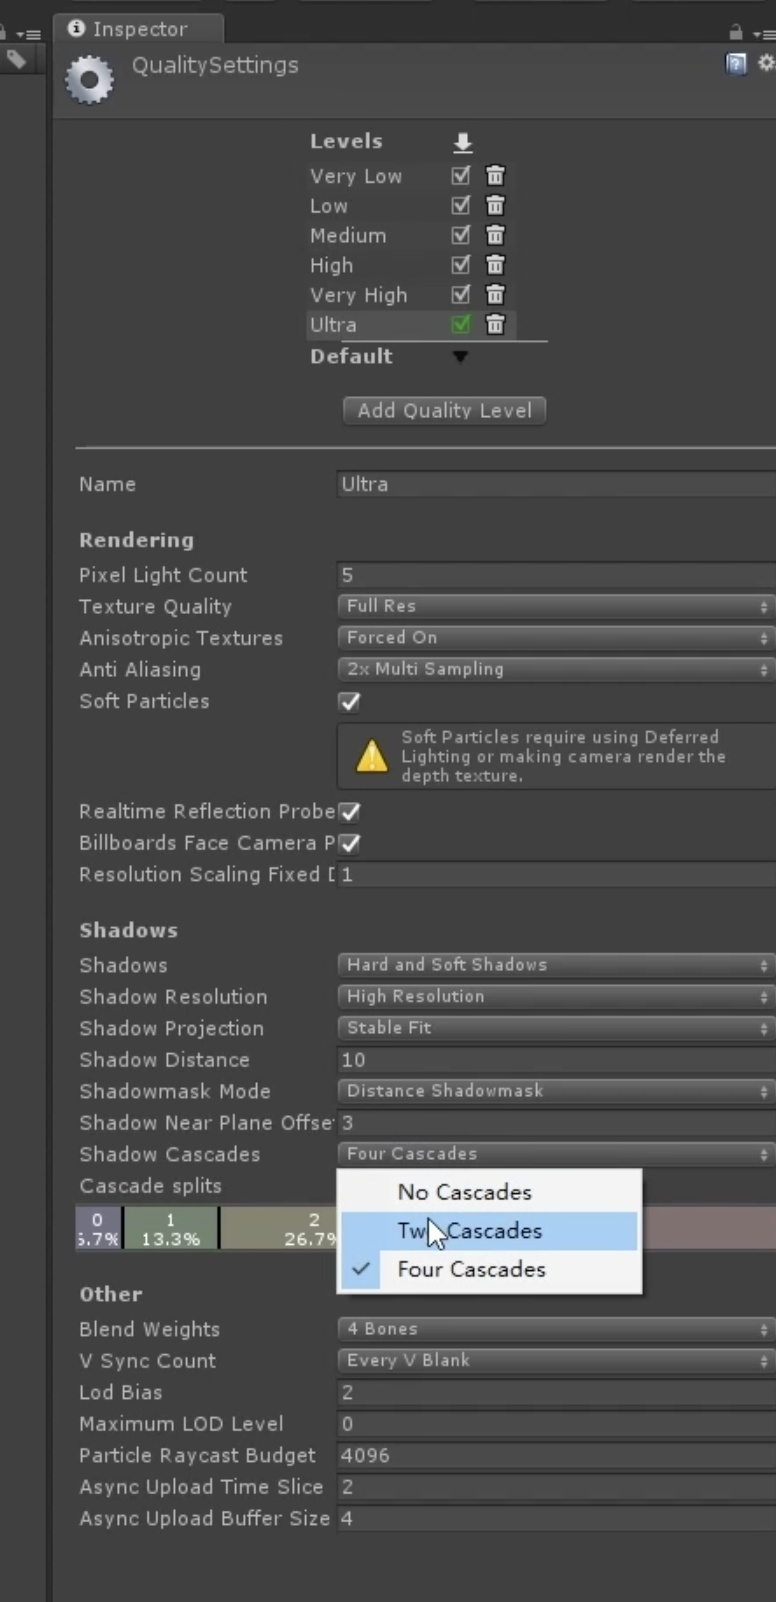 Inspector
QualitySettings
Levels
Very Low
Low
Medium
High
Very High
Ultra
Default
Add Quality Level
Name Ultra
Rendering
Pixel Light Count 5
Texture Quality Full Res
Anisotropic Textures Forced On
Anti Aliasing 2x Multi Sampling
Soft Particles
Soft Particles require using Deferred
Lighting or making camera render the
depth texture.
Realtime Reflection Probe
Billboards Face Camera P
Resolution Scaling Fixed D 1
Shadows
Shadows Hard and Soft Shadows
Shadow Resolution High Resolution
Shadow Projection Stable Fit
Shadow Distance 10
Shadowmask Mode Distance Shadowmask
Shadow Near Plane Offset 3
Shadow Cascades Four Cascades
Cascade splits
No Cascades
0 1 2
.7% 13.3% 26.7%
Two Cascades
Four Cascades
Other
Blend Weights 4 Bones
V Sync Count Every V Blank
Lod Bias 2
Maximum LOD Level 0
Particle Raycast Budget 4096
Async Upload Time Slice 2
Async Upload Buffer Size 4